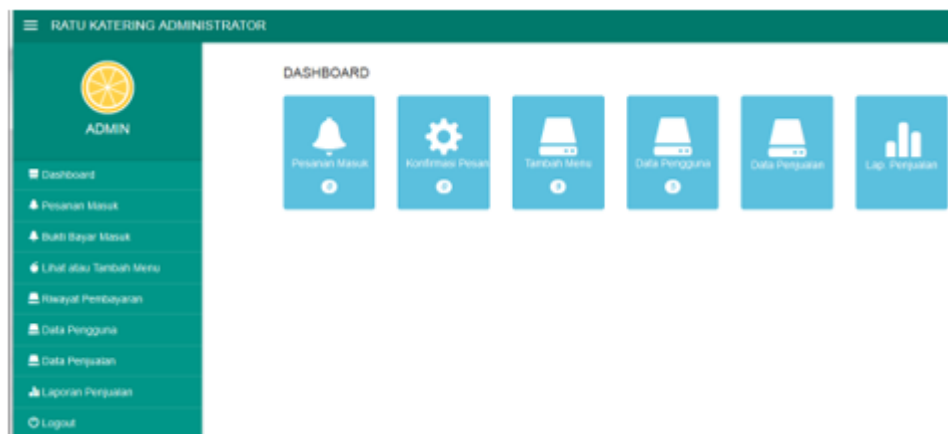 RATU KATERING ADMINISTRATOR
ADMIN
Dashboard
Pesanan Masuk
Bukti Bayar Masuk
Lihat atau Tambah Menu
Riwayat Pembayaran
Data Pengguna
Data Penjualan
Laporan Penjualan
Logout
DASHBOARD
Pesanan Masuk
Konfirmasi Pesan
Tambah Menu
Data Pengguna
Data Penjualan
Lap. Penjualan